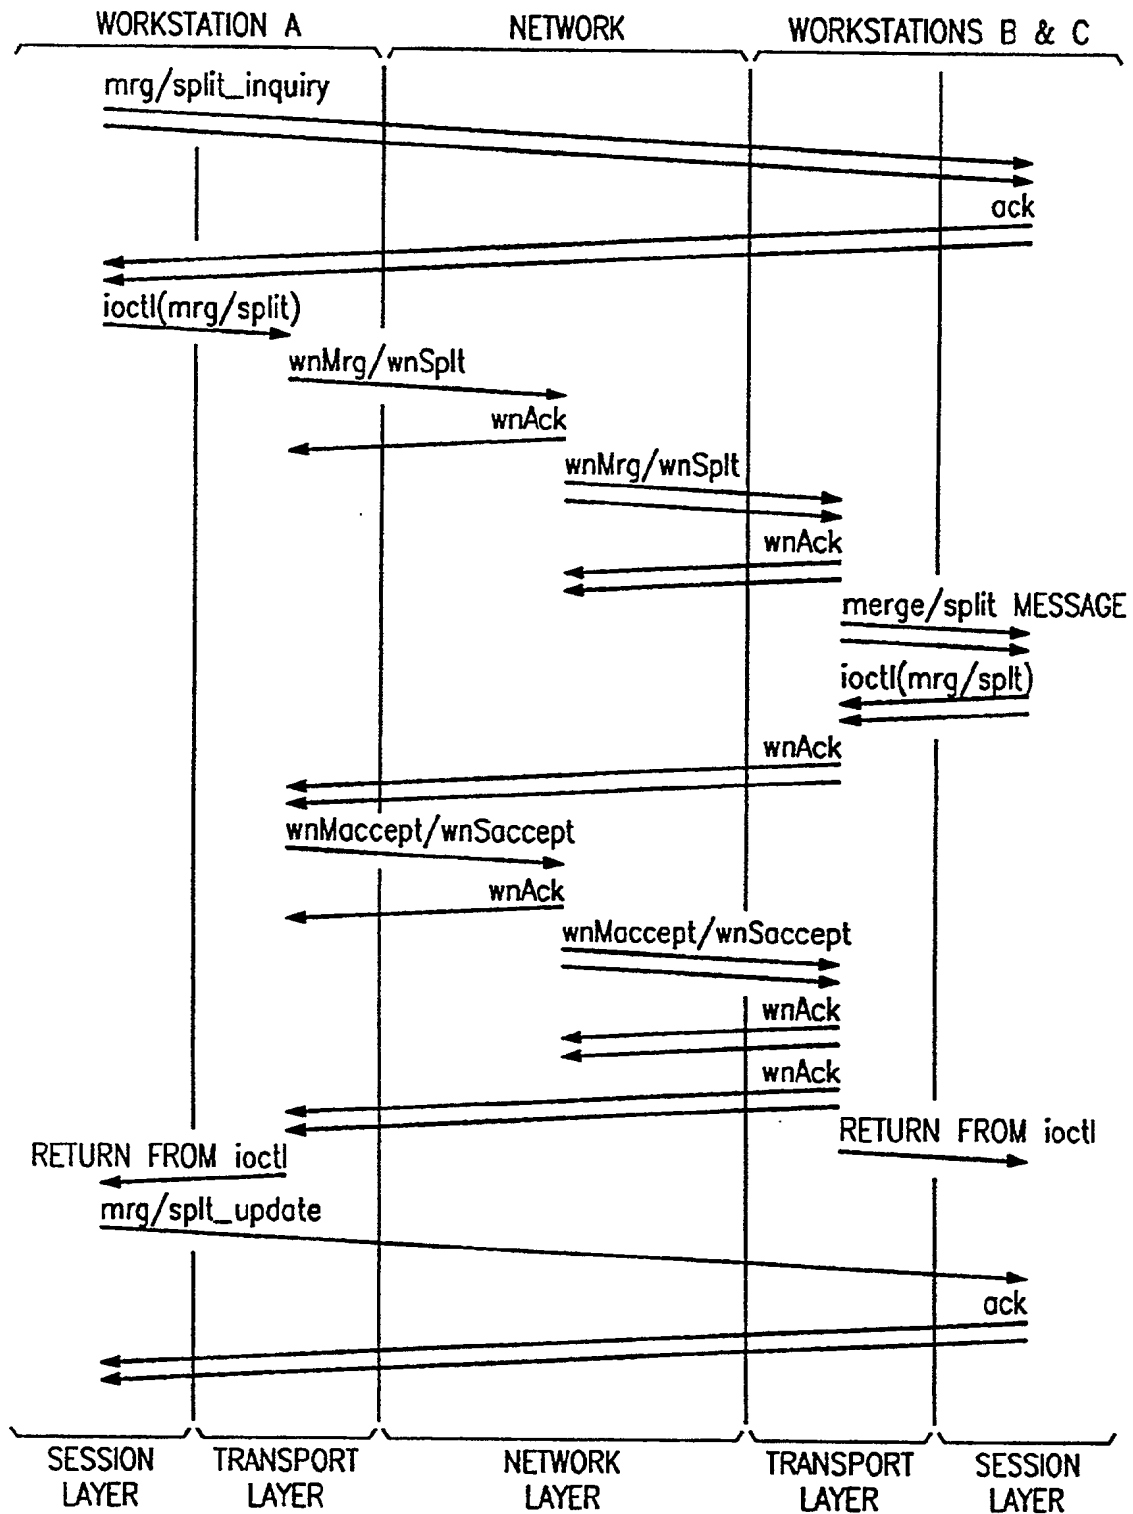 WORKSTATION A
NETWORK
WORKSTATIONS B & C
mrg/split_inquiry
ack
ioctl(mrg/split)
wnMrg/wnSplt
wnAck
wnMrg/wnSplt
wnAck
merge/split MESSAGE
ioctl(mrg/splt)
wnAck
wnMaccept/wnSaccept
wnAck
wnMaccept/wnSaccept
wnAck
wnAck
RETURN FROM ioctl
RETURN FROM ioctl
mrg/splt_update
ack
SESSION
LAYER
TRANSPORT
LAYER
NETWORK
LAYER
TRANSPORT
LAYER
SESSION
LAYER